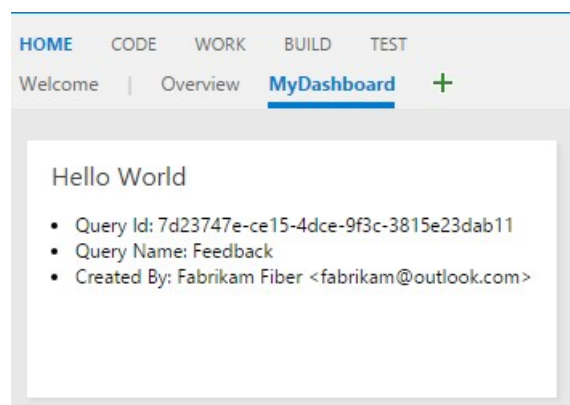 HOME CODE WORK BUILD TEST
Welcome | Overview MyDashboard +
Hello World
• Query Id: 7d23747e-ce15-4dce-9f3c-3815e23dab11
• Query Name: Feedback
• Created By: Fabrikam Fiber <fabrikam@outlook.com>